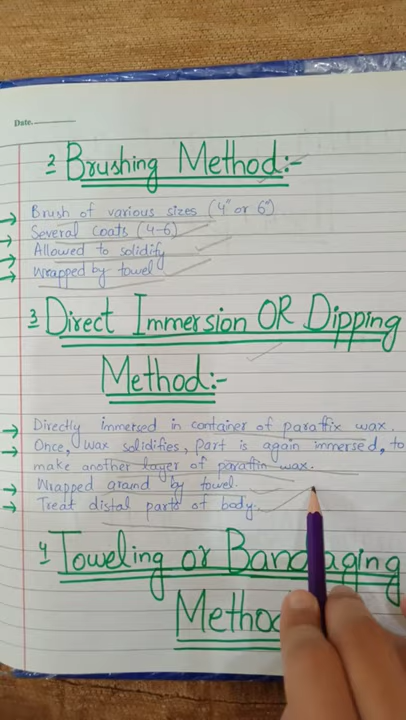 Date..............
2 Brushing Method:-
→ Brush of various sizes (4" or 6")
→ Several coats (4-6)
→ Allowed to solidify
→ Wrapped by towel
3 Direct Immersion OR Dipping
Method:-
→ Directly immersed in container of paraffix wax.
→ Once, wax solidifies, part is again immersed, to
make another layer of paraffin wax.
→ Wrapped around by towel.
→ Treat distal parts of body.
4 Toweling or Bandaging
Metho